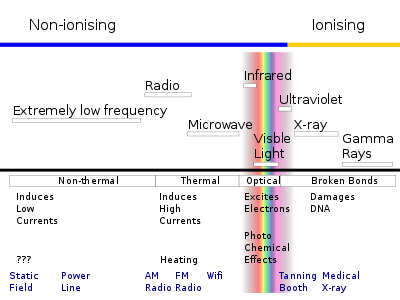 Non-ionising Ionising
Infrared
Radio
Ultraviolet
Extremely low frequency
Microwave X-ray
Visble Gamma
Light Rays
Non-thermal Thermal Optical Broken Bonds
Induces Induces Excites Damages
Low High Electrons DNA
Currents Currents
Photo
Chemical
??? Heating Effects
Static Power AM FM Wifi Tanning Medical
Field Line Radio Radio Booth X-ray